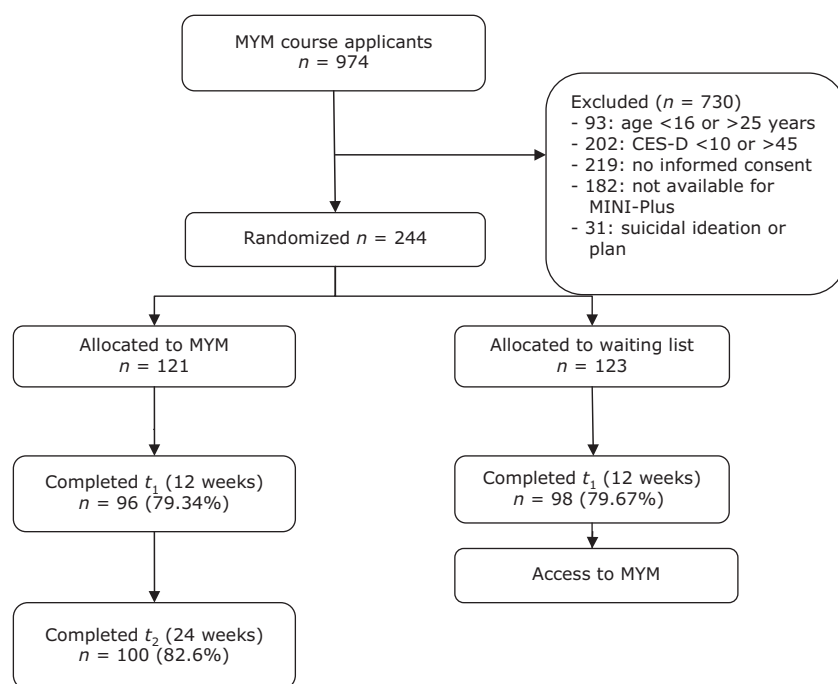 MYM course applicants
n = 974
Excluded (n = 730)
- 93: age <16 or >25 years
- 202: CES-D <10 or >45
- 219: no informed consent
- 182: not available for
MINI-Plus
- 31: suicidal ideation or
plan
Randomized n = 244
Allocated to MYM
n = 121
Allocated to waiting list
n = 123
Completed t₁ (12 weeks)
n = 96 (79.34%)
Completed t₁ (12 weeks)
n = 98 (79.67%)
Access to MYM
Completed t₂ (24 weeks)
n = 100 (82.6%)